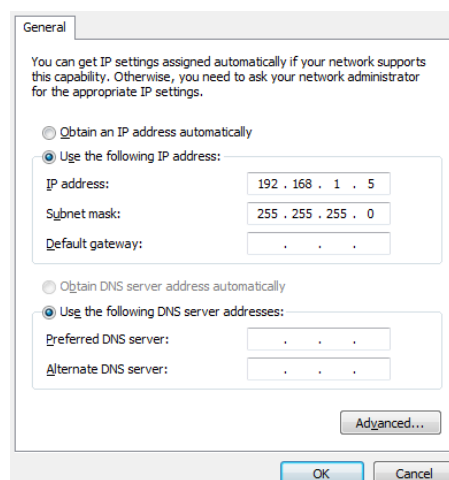 General
You can get IP settings assigned automatically if your network supports
this capability. Otherwise, you need to ask your network administrator
for the appropriate IP settings.
Obtain an IP address automatically
Use the following IP address:
IP address: 192 . 168 . 1 . 5
Subnet mask: 255 . 255 . 255 . 0
Default gateway: . . .
Obtain DNS server address automatically
Use the following DNS server addresses:
Preferred DNS server: . . .
Alternate DNS server: . . .
Advanced...
OK Cancel